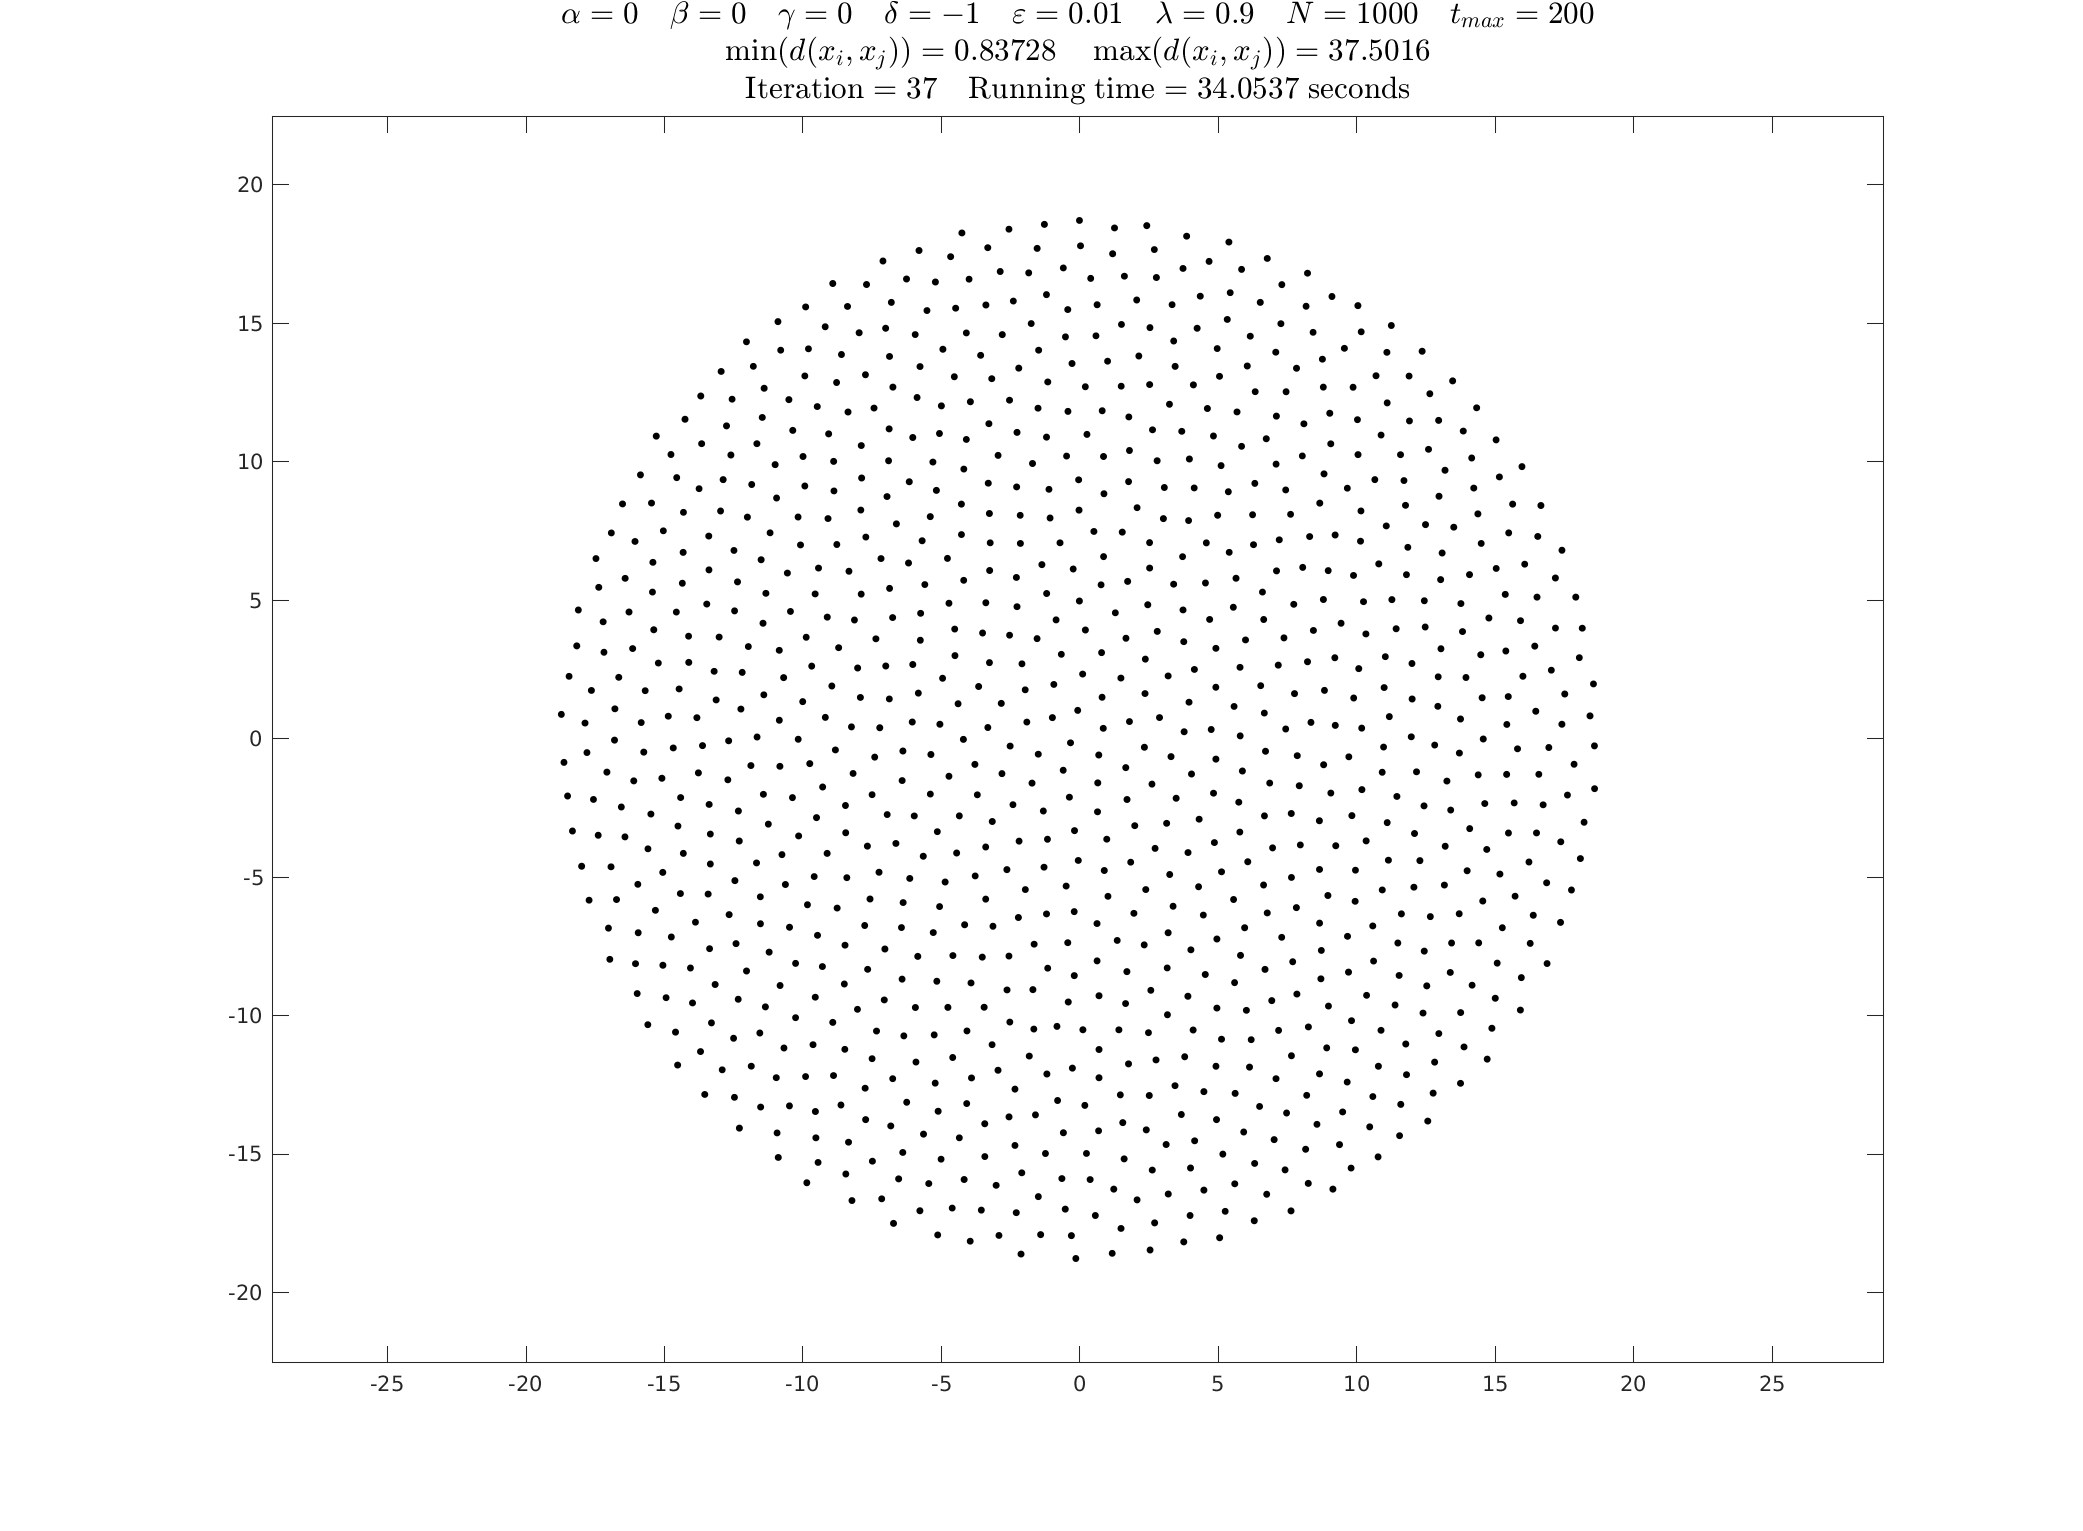 α = 0 β = 0 γ = 0 δ = −1 ε = 0.01 λ = 0.9 N = 1000 t_{max} = 200
min(d(x_i, x_j)) = 0.83728 max(d(x_i, x_j)) = 37.5016
Iteration = 37 Running time = 34.0537 seconds
20
15
10
5
0
-5
-10
-15
-20
-25 -20 -15 -10 -5 0 5 10 15 20 25